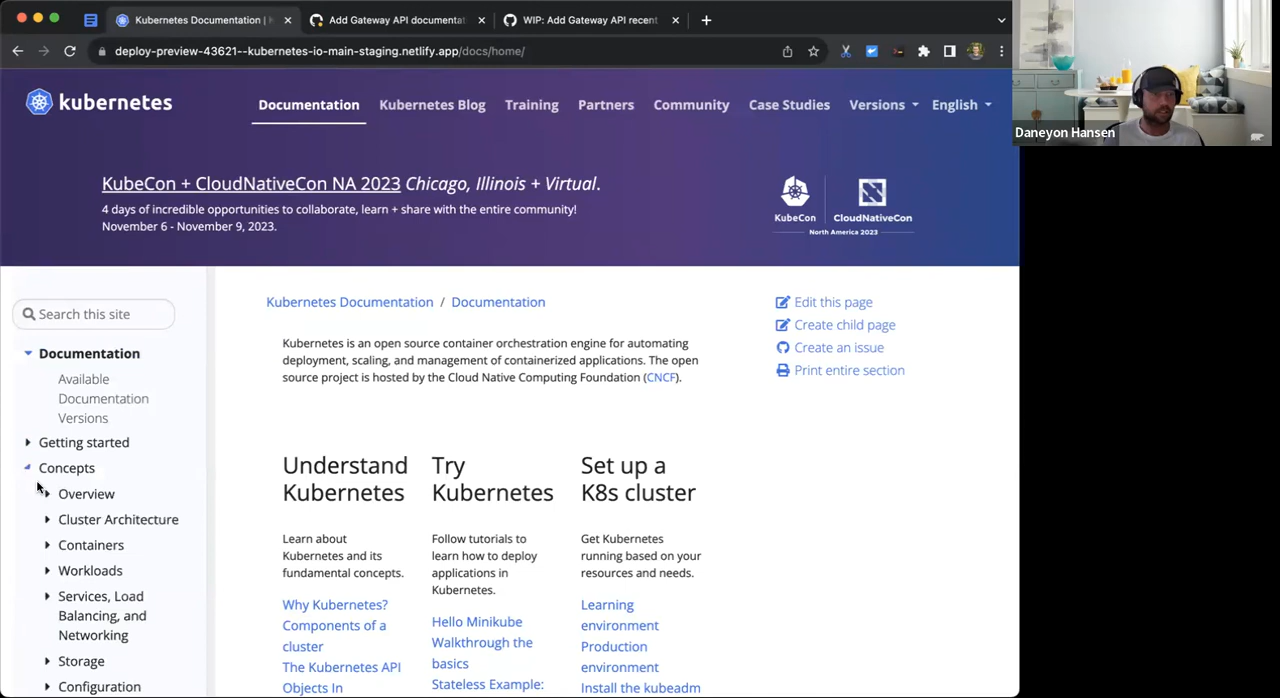 Kubernetes Documentation |
Add Gateway API documentat
WIP: Add Gateway API recent
deploy-preview-43621--kubernetes-io-main-staging.netlify.app/docs/home/
kubernetes
Documentation
Kubernetes Blog
Training
Partners
Community
Case Studies
Versions
English
Daneyon Hansen
KubeCon + CloudNativeCon NA 2023 Chicago, Illinois + Virtual.
4 days of incredible opportunities to collaborate, learn + share with the entire community!
November 6 - November 9, 2023.
KubeCon
CloudNativeCon
North America 2023
Search this site
Documentation
Available
Documentation
Versions
Getting started
Concepts
Overview
Cluster Architecture
Containers
Workloads
Services, Load
Balancing, and
Networking
Storage
Configuration
Kubernetes Documentation / Documentation
Kubernetes is an open source container orchestration engine for automating
deployment, scaling, and management of containerized applications. The open
source project is hosted by the Cloud Native Computing Foundation (CNCF).
Edit this page
Create child page
Create an issue
Print entire section
Understand
Kubernetes
Learn about
Kubernetes and its
fundamental concepts.
Why Kubernetes?
Components of a
cluster
The Kubernetes API
Objects In
Try
Kubernetes
Follow tutorials to
learn how to deploy
applications in
Kubernetes.
Hello Minikube
Walkthrough the
basics
Stateless Example:
Set up a
K8s cluster
Get Kubernetes
running based on your
resources and needs.
Learning
environment
Production
environment
Install the kubeadm